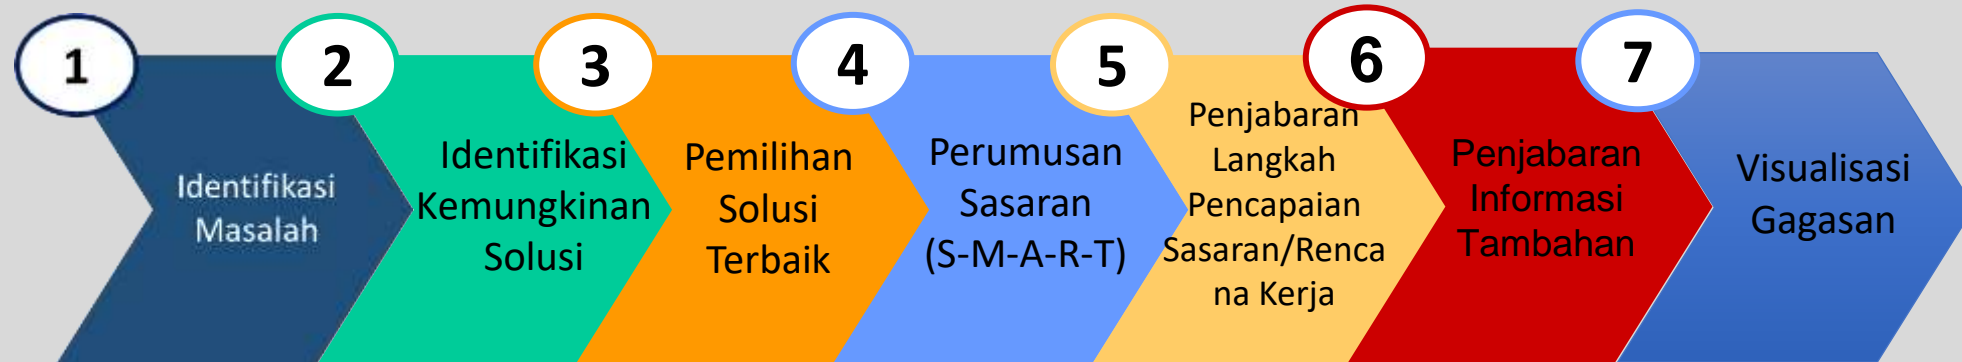 1
Identifikasi
Masalah
2
Identifikasi
Kemungkinan
Solusi
3
Pemilihan
Solusi
Terbaik
4
Perumusan
Sasaran
(S-M-A-R-T)
5
Penjabaran
Langkah
Pencapaian
Sasaran/Renca
na Kerja
6
Penjabaran
Informasi
Tambahan
7
Visualisasi
Gagasan